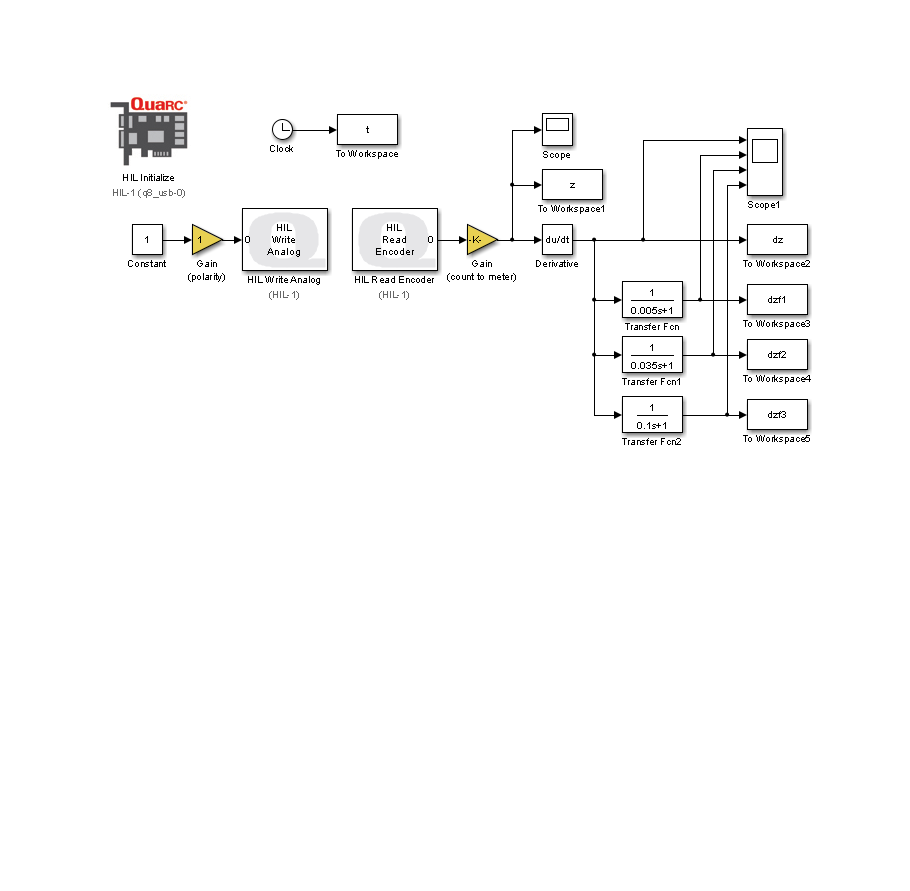 QUARC®
HIL Initialize
HIL-1 (q8_usb-0)
Clock
t
To Workspace
Scope
z
To Workspace1
Scope1
1
Constant
1
Gain
(polarity)
0
HIL
Write
Analog
HIL Write Analog
(HIL-1)
HIL
Read
Encoder
0
HIL Read Encoder
(HIL-1)
-K-
Gain
(count to meter)
du/dt
Derivative
dz
To Workspace2
1
0.005s+1
Transfer Fcn
dzf1
To Workspace3
1
0.035s+1
Transfer Fcn1
dzf2
To Workspace4
1
0.1s+1
Transfer Fcn2
dzf3
To Workspace5